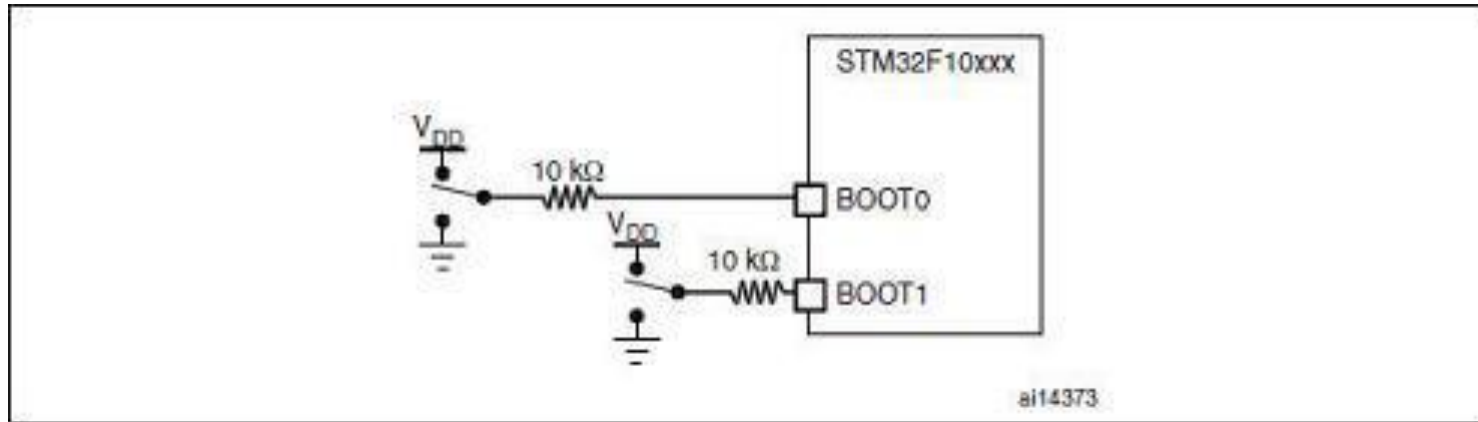 STM32F10xxx
VDD
10 kΩ
BOOT0
VDD
10 kΩ
BOOT1
ai14373